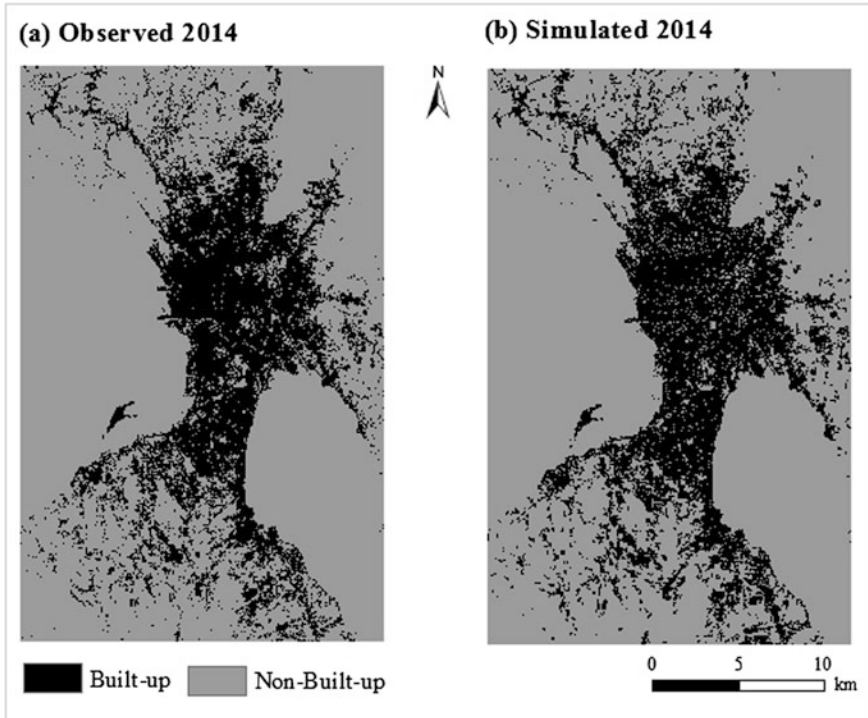 (a) Observed 2014
(b) Simulated 2014
N
Built-up
Non-Built-up
0 5 10
km